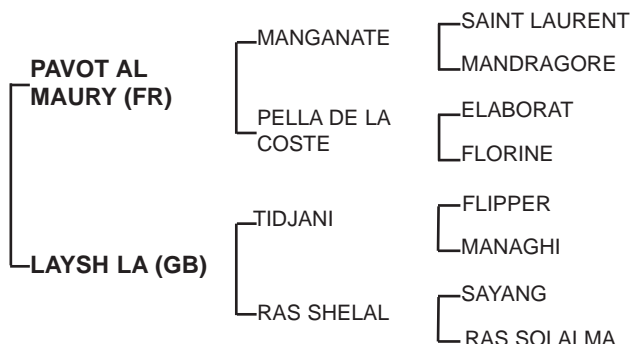 SAINT LAURENT
MANGANATE
MANDRAGORE
PAVOT AL
MAURY (FR)
ELABORAT
PELLA DE LA
COSTE
FLORINE
FLIPPER
TIDJANI
MANAGHI
LAYSH LA (GB)
SAYANG
RAS SHELAL
RAS SOLALMA